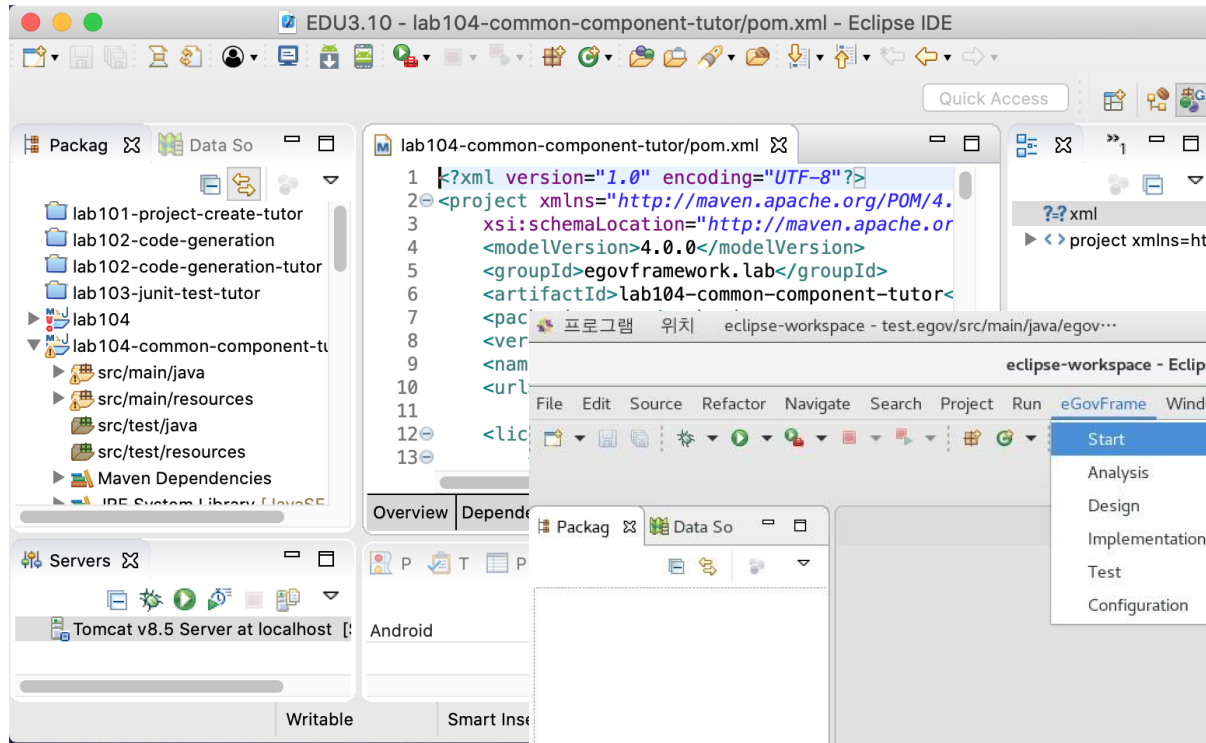 EDU3.10 - lab104-common-component-tutor/pom.xml - Eclipse IDE
Quick Access
Packag
Data So
lab101-project-create-tutor
lab102-code-generation
lab102-code-generation-tutor
lab103-junit-test-tutor
lab104
lab104-common-component-tu
src/main/java
src/main/resources
src/test/java
src/test/resources
Maven Dependencies
JRE System Library [JavaSE
lab104-common-component-tutor/pom.xml
1 <?xml version="1.0" encoding="UTF-8"?>
2 <project xmlns="http://maven.apache.org/POM/4.
3 xsi:schemaLocation="http://maven.apache.or
4 <modelVersion>4.0.0</modelVersion>
5 <groupId>egovframework.lab</groupId>
6 <artifactId>lab104-common-component-tutor<
7 <pac
8 <ver
9 <nam
10 <url
11
12 <lic
13
Overview
Depende
»1
?=? xml
<> project xmlns=ht
Servers
Tomcat v8.5 Server at localhost [
P
T
P
Android
Writable
Smart Inse
프로그램 위치 eclipse-workspace - test.egov/src/main/java/egov⋯
eclipse-workspace - Eclip
File Edit Source Refactor Navigate Search Project Run eGovFrame Wind
Start
Analysis
Design
Implementation
Test
Configuration
Packag
Data So